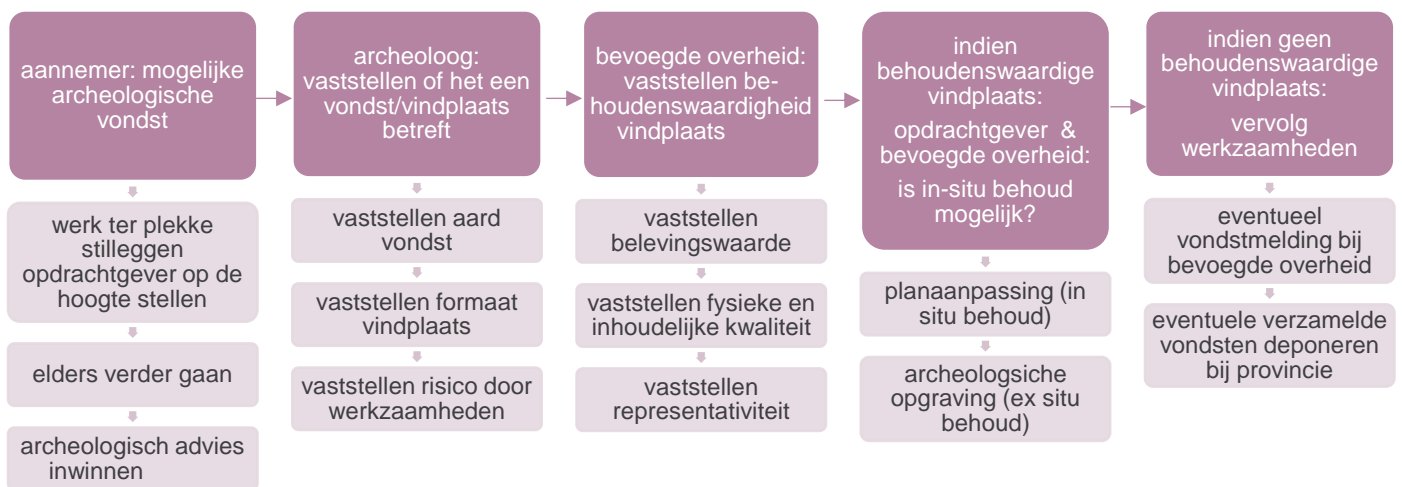 aannemer: mogelijke
archeologische
vondst
werk ter plekke
stilleggen
opdrachtgever op de
hoogte stellen
elders verder gaan
archeologisch advies
inwinnen
archeoloog:
vaststellen of het een
vondst/vindplaats
betreft
vaststellen aard
vondst
vaststellen formaat
vindplaats
vaststellen risico door
werkzaamheden
bevoegde overheid:
vaststellen be-
houdenswaardigheid
vindplaats
vaststellen
belevingswaarde
vaststellen fysieke en
inhoudelijke kwaliteit
vaststellen
representativiteit
indien
behoudenswaardige
vindplaats:
opdrachtgever &
bevoegde overheid:
is in-situ behoud
mogelijk?
planaanpassing (in
situ behoud)
archeologsiche
opgraving (ex situ
behoud)
indien geen
behoudenswaardige
vindplaats:
vervolg
werkzaamheden
eventueel
vondstmelding bij
bevoegde overheid
eventuele verzamelde
vondsten deponeren
bij provincie